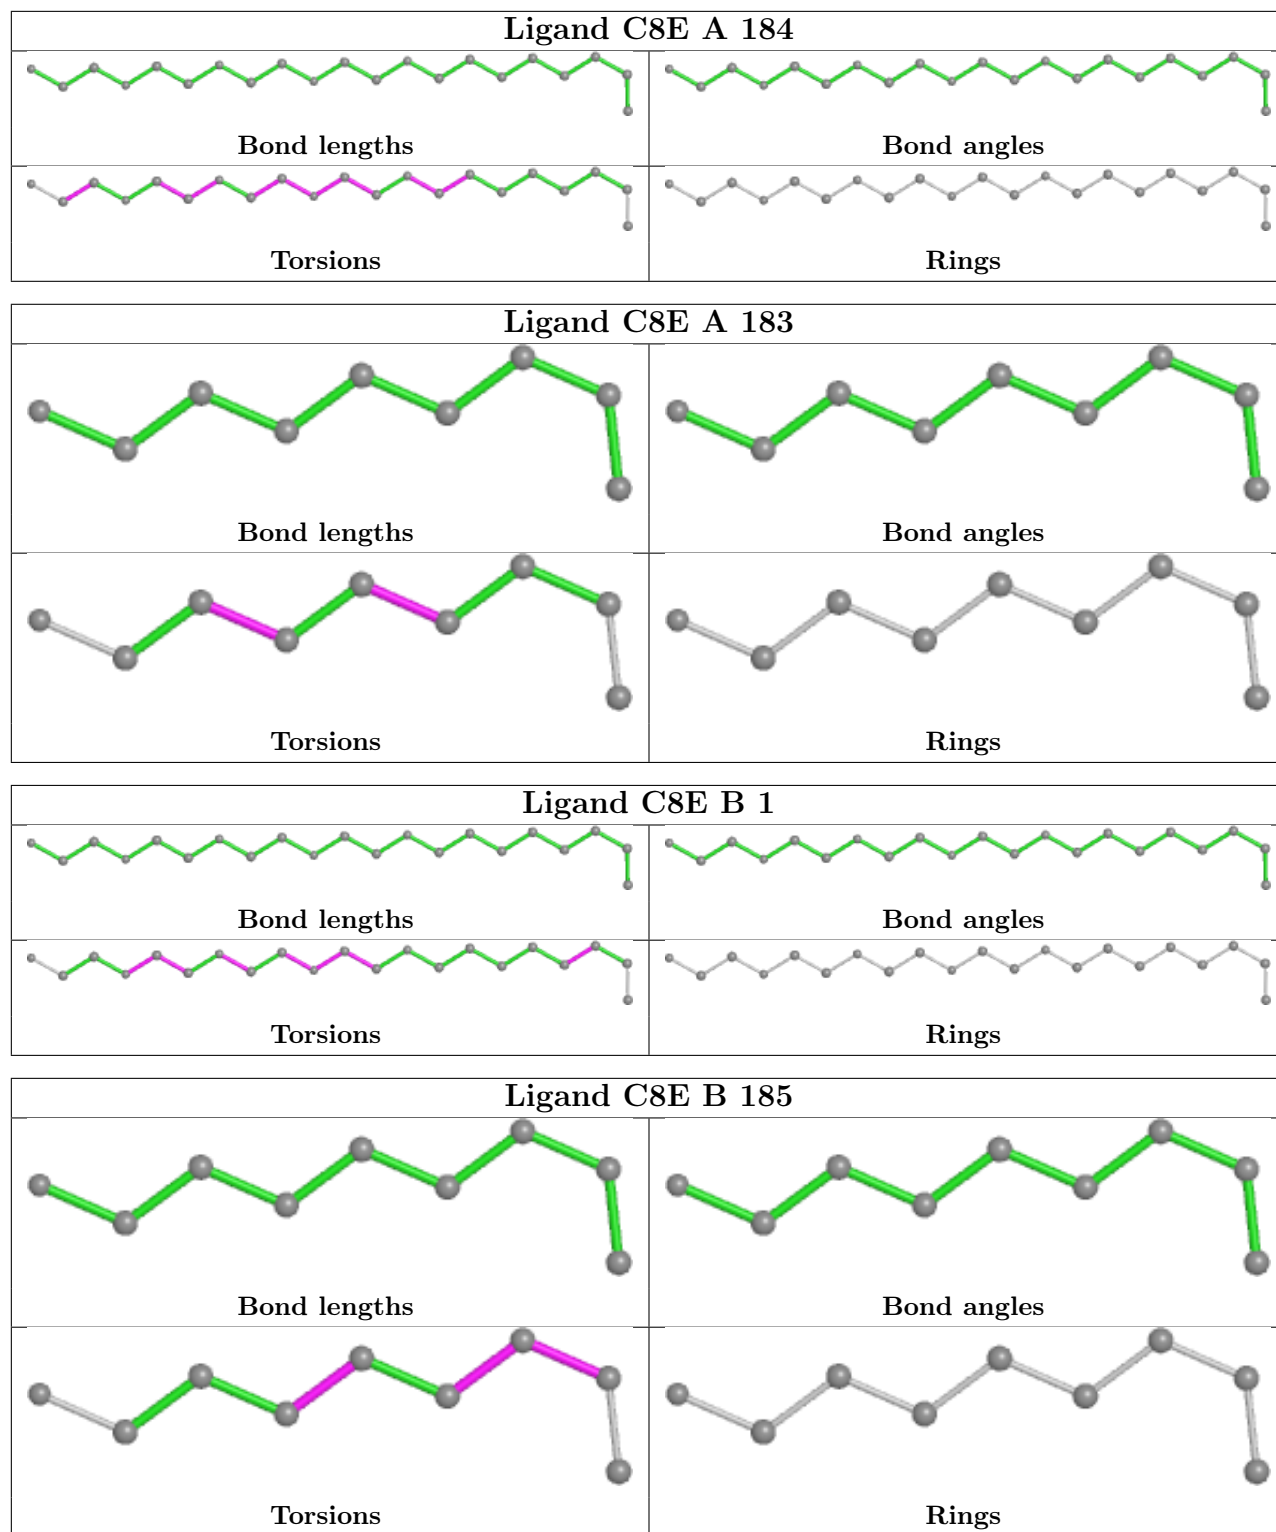 Ligand C8E A 184
Bond lengths
Bond angles
Torsions
Rings
Ligand C8E A 183
Bond lengths
Bond angles
Torsions
Rings
Ligand C8E B 1
Bond lengths
Bond angles
Torsions
Rings
Ligand C8E B 185
Bond lengths
Bond angles
Torsions
Rings